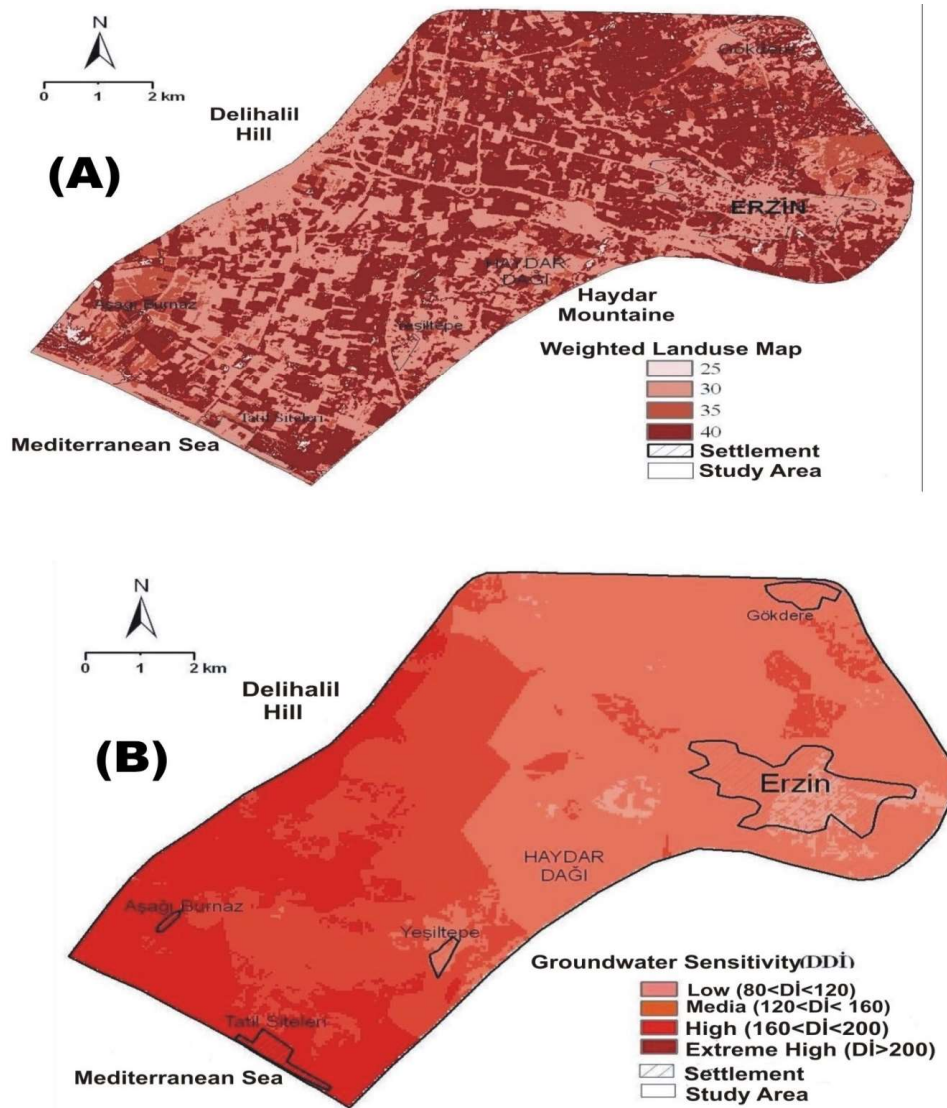 N
0 1 2 km
Delihalil
Hill
(A)
Gökdere
ERZİN
HAYDAR
DAĞI
Haydar
Mountaine
Aşağı Burnaz
Yeşiltepe
Tatil Siteleri
Mediterranean Sea
Weighted Landuse Map
25
30
35
40
Settlement
Study Area
N
0 1 2 km
Delihalil
Hill
(B)
Gökdere
Erzin
HAYDAR
DAĞI
Aşağı Burnaz
Yeşiltepe
Tatil Siteleri
Mediterranean Sea
Groundwater Sensitivity(DDİ)
Low (80<Dİ<120)
Media (120<Dİ< 160)
High (160<Dİ<200)
Extreme High (Dİ>200)
Settlement
Study Area